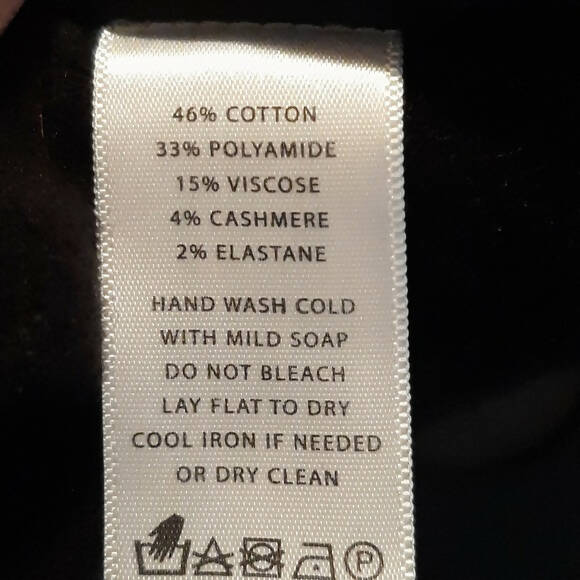 46% COTTON
33% POLYAMIDE
15% VISCOSE
4% CASHMERE
2% ELASTANE
HAND WASH COLD
WITH MILD SOAP
DO NOT BLEACH
LAY FLAT TO DRY
COOL IRON IF NEEDED
OR DRY CLEAN
P